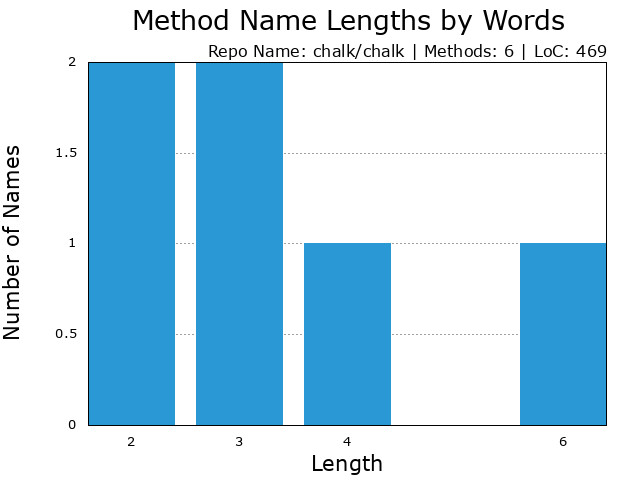 Method Name Lengths by Words
Repo Name: chalk/chalk | Methods: 6 | LoC: 469
2
1.5
1
0.5
0
Number of Names
2 3 4 6
Length